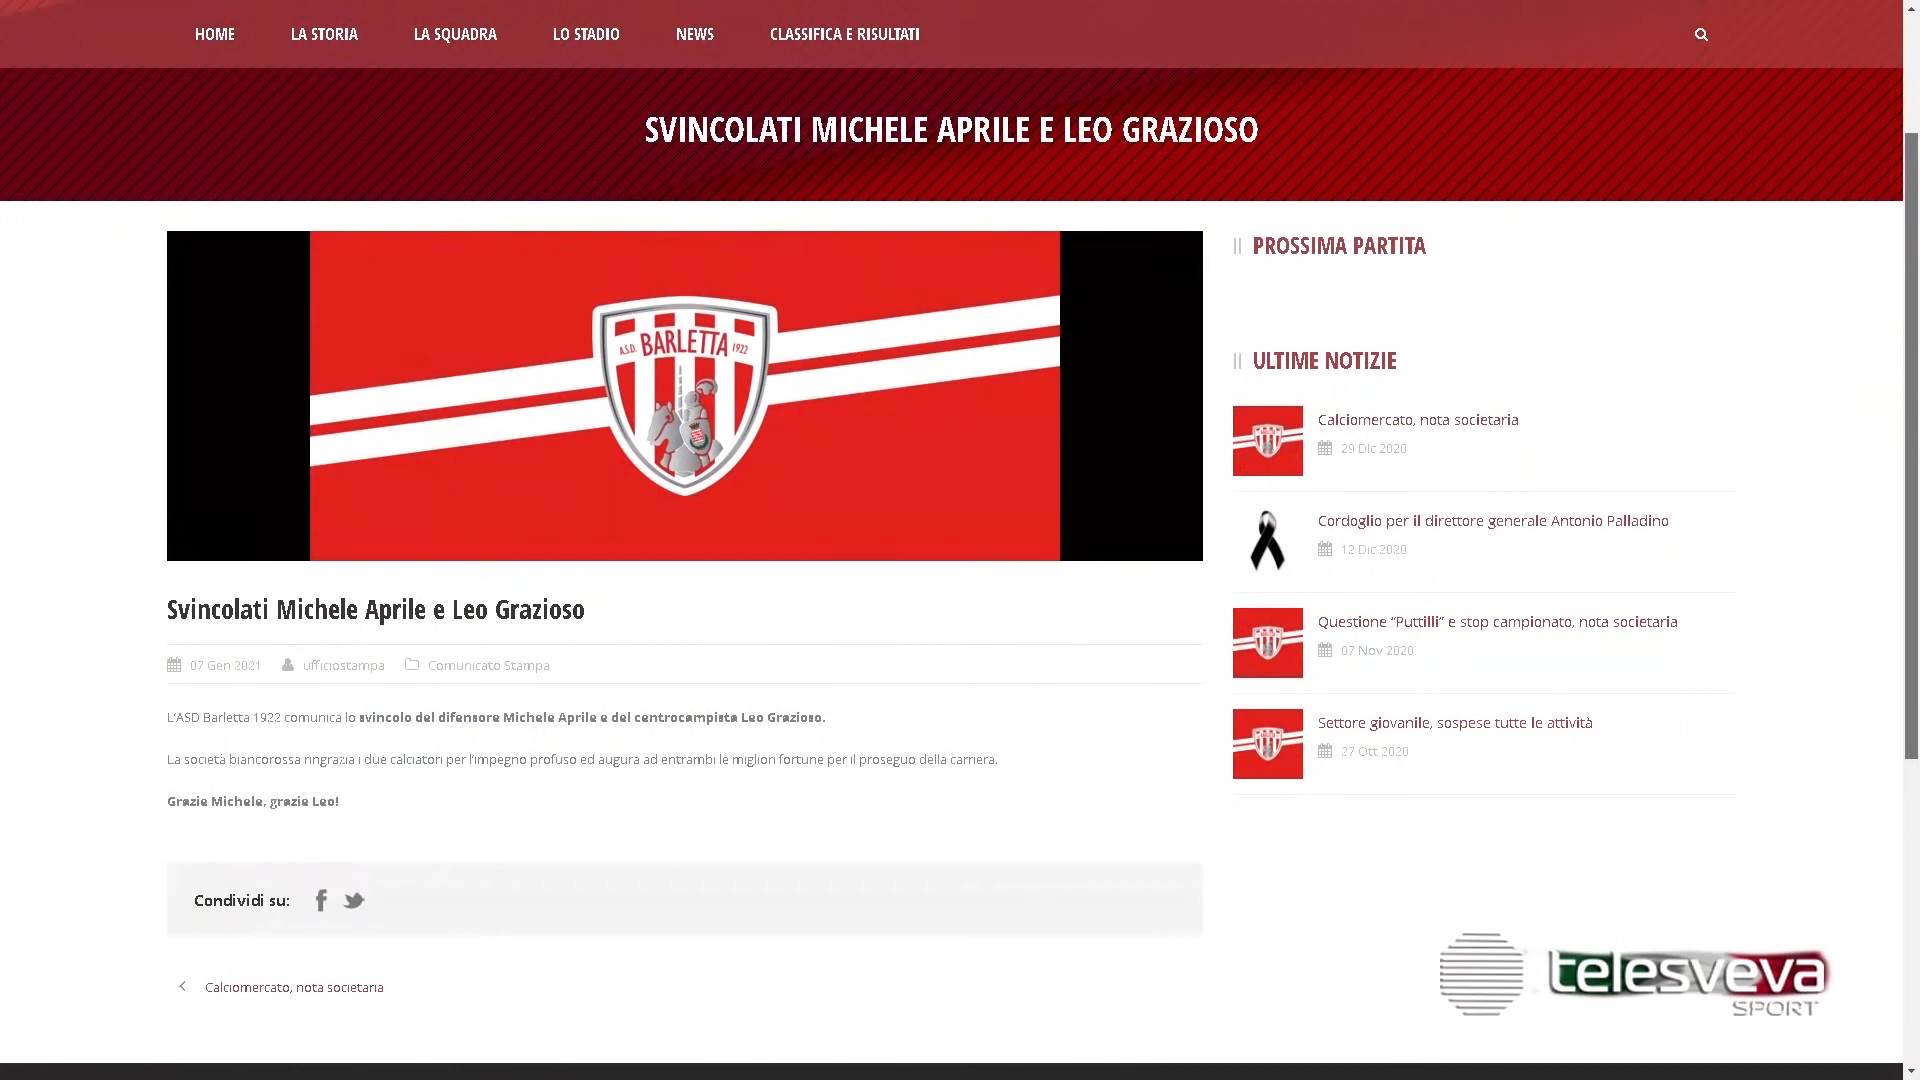 HOME LA STORIA LA SQUADRA LO STADIO NEWS CLASSIFICA E RISULTATI
SVINCOLATI MICHELE APRILE E LEO GRAZIOSO
A.S.D. BARLETTA 1922
Svincolati Michele Aprile e Leo Grazioso
07 Gen 2021 ufficiostampa Comunicato Stampa
L'ASD Barletta 1922 comunica lo svincolo del difensore Michele Aprile e del centrocampista Leo Grazioso.
La società biancorossa ringrazia i due calciatori per l'impegno profuso ed augura ad entrambi le migliori fortune per il proseguo della carriera.
Grazie Michele, grazie Leo!
Condividi su:
Calciomercato, nota societaria
PROSSIMA PARTITA
ULTIME NOTIZIE
Calciomercato, nota societaria
29 Dic 2020
Cordoglio per il direttore generale Antonio Palladino
12 Dic 2020
Questione “Puttilli” e stop campionato, nota societaria
07 Nov 2020
Settore giovanile, sospese tutte le attività
27 Ott 2020
telesveva
SPORT